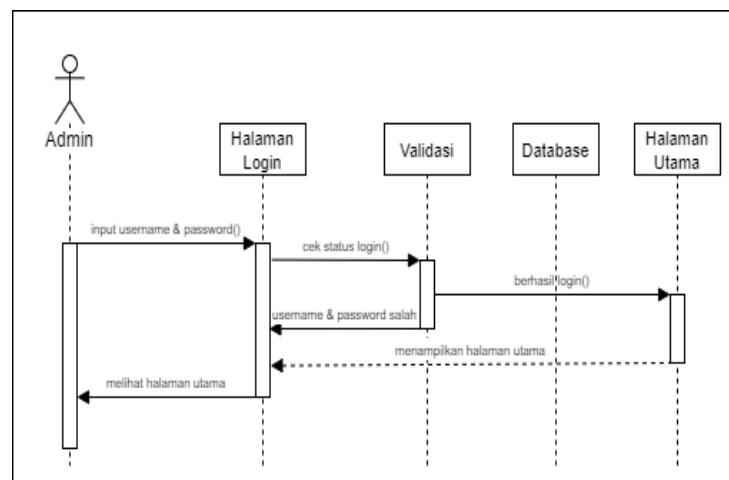 Admin
Halaman
Login
Validasi
Database
Halaman
Utama
input username & password()
cek status login()
berhasil login()
username & password salah
menampilkan halaman utama
melihat halaman utama